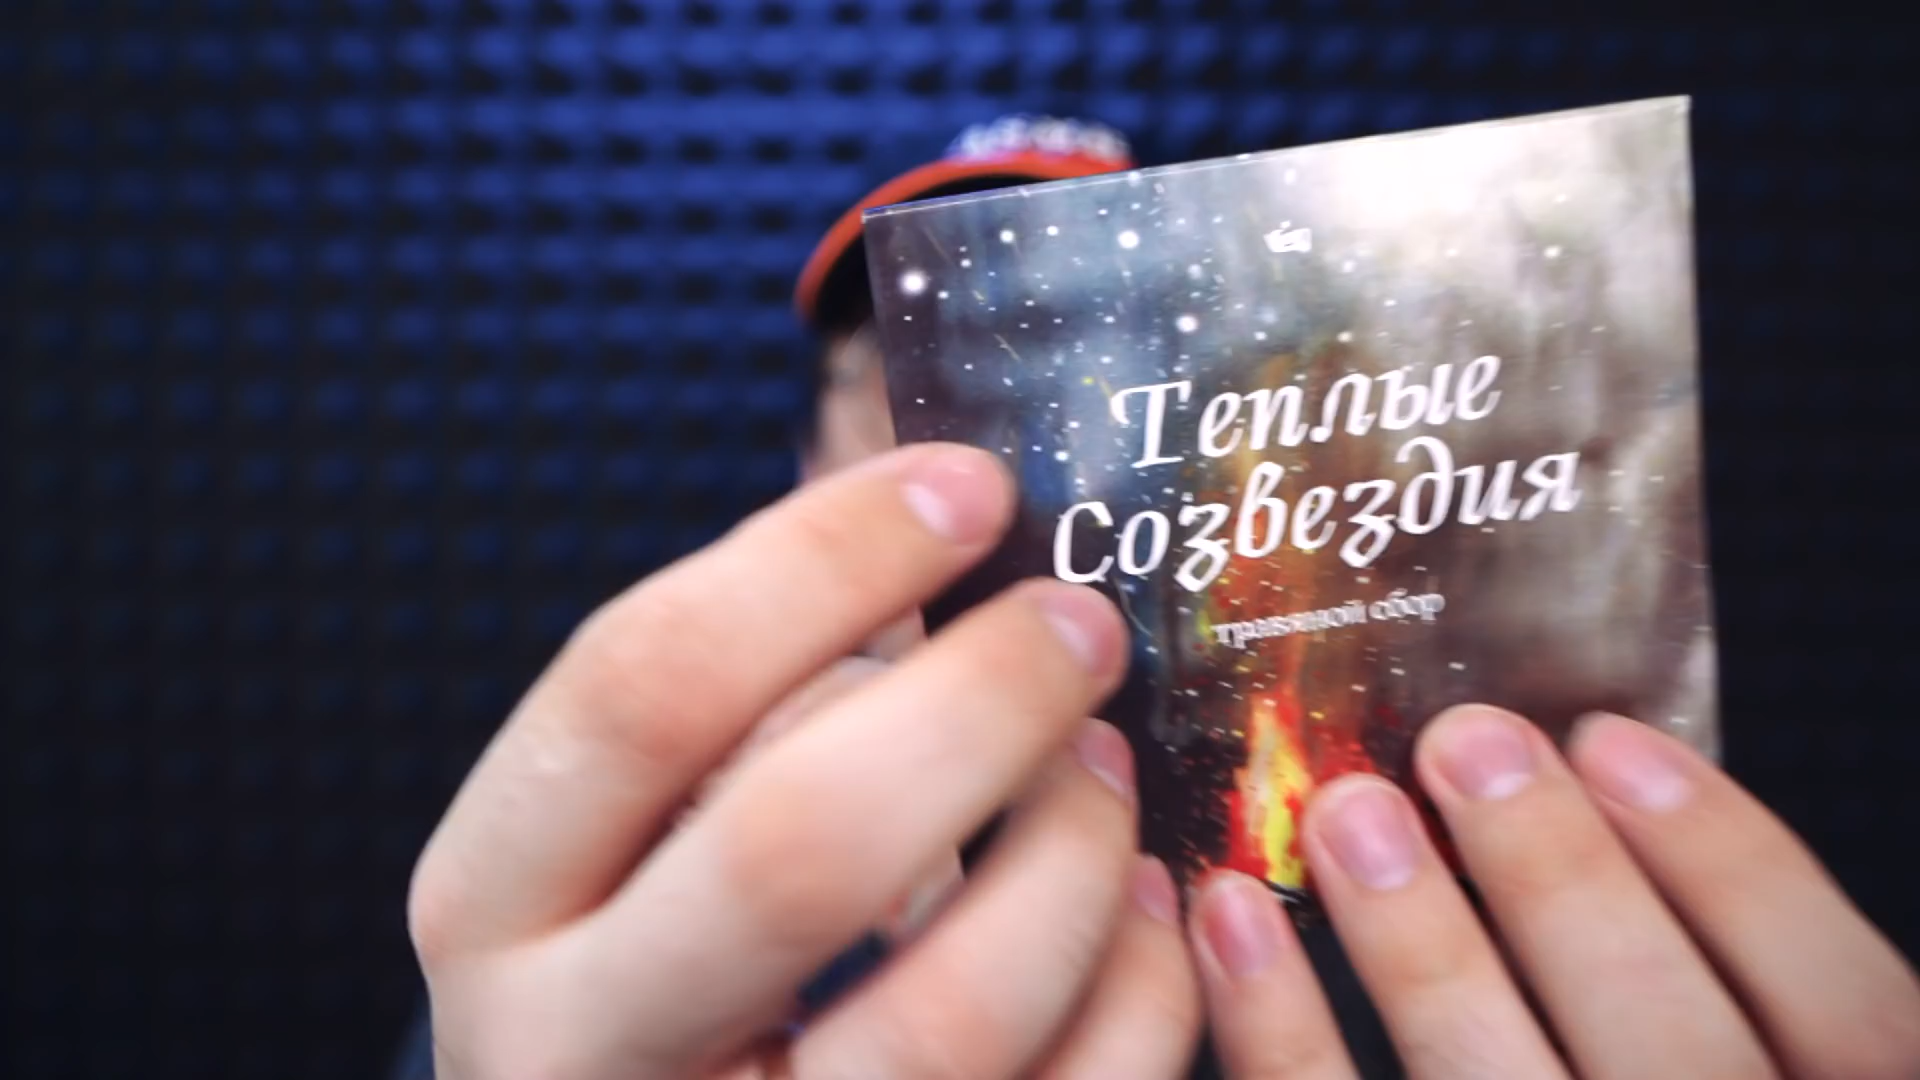 Теплые
Созвездия
травяной сбор